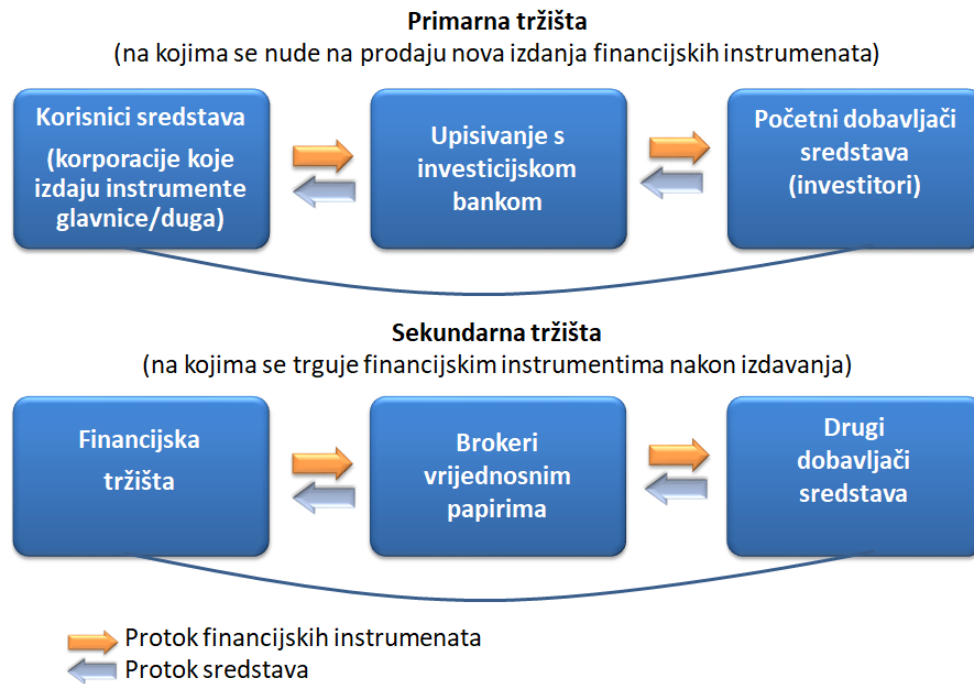 Primarna tržišta
(na kojima se nude na prodaju nova izdanja financijskih instrumenata)
Korisnici sredstava
(korporacije koje
izdaju instrumente
glavnice/duga)
Upisivanje s
investicijskom
bankom
Početni dobavljači
sredstava
(investitori)
Sekundarna tržišta
(na kojima se trguje financijskim instrumentima nakon izdavanja)
Financijska
tržišta
Brokeri
vrijednosnim
papirima
Drugi
dobavljači
sredstava
Protok financijskih instrumenata
Protok sredstava